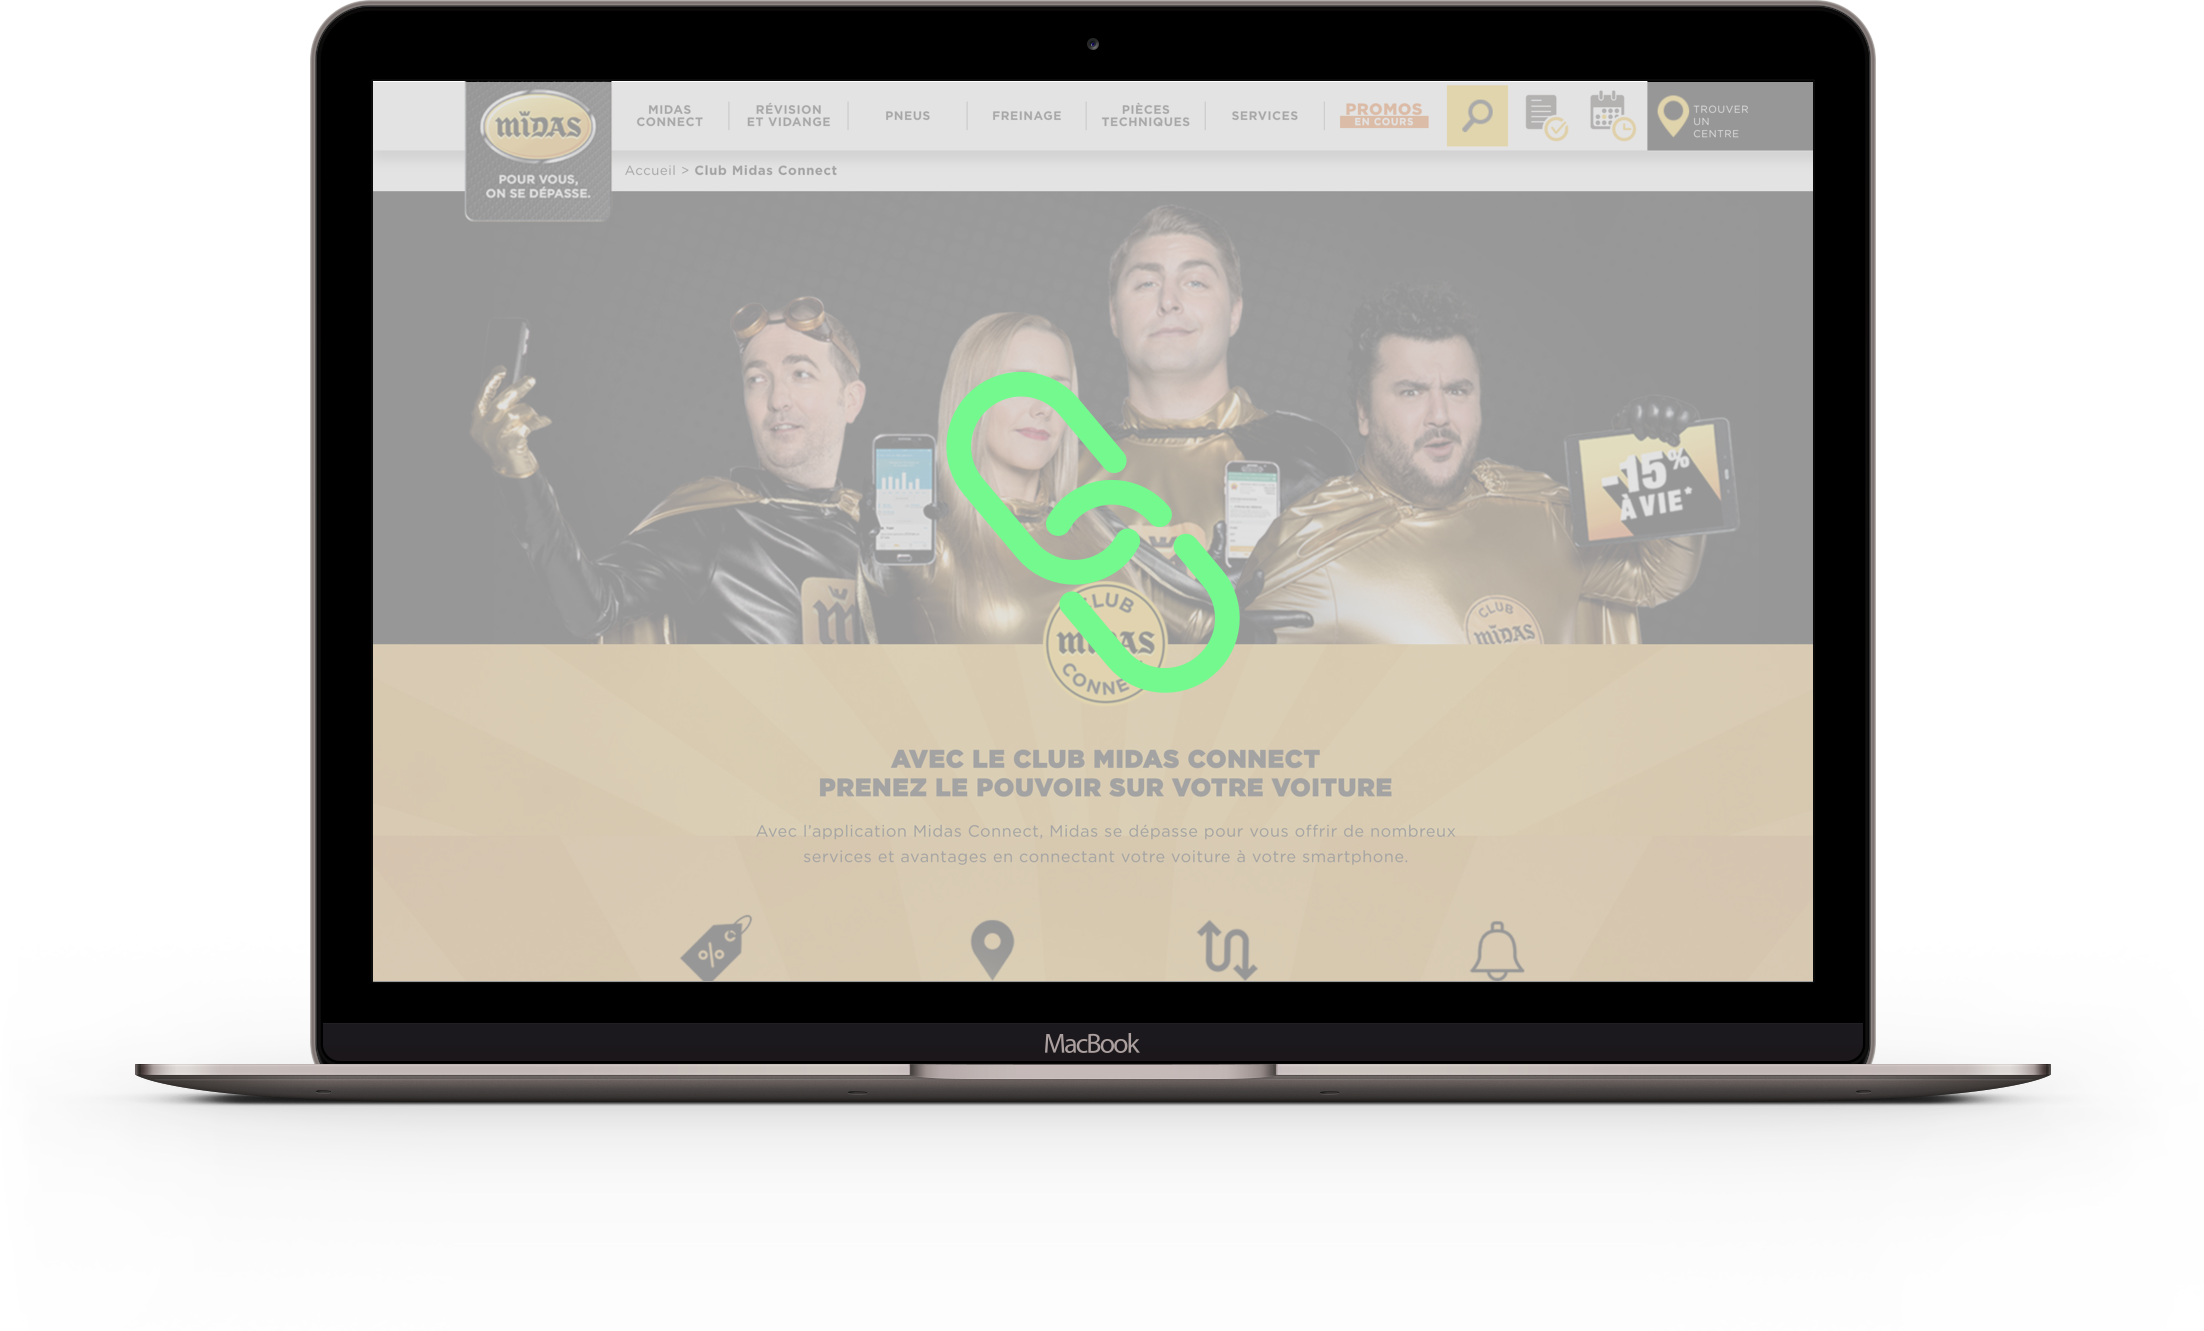 MIDAS
CONNECT
RÉVISION
ET VIDANGE
PNEUS
FREINAGE
PIÈCES
TECHNIQUES
SERVICES
PROMOS
EN COURS
TROUVER
UN
CENTRE
MIDAS
POUR VOUS,
ON SE DÉPASSE.
Accueil > Club Midas Connect
-15%
À VIE*
CLUB
MIDAS
CLUB
MIDAS
AVEC LE CLUB MIDAS CONNECT
PRENEZ LE POUVOIR SUR VOTRE VOITURE
Avec l'application Midas Connect, Midas se dépasse pour vous offrir de nombreux
services et avantages en connectant votre voiture à votre smartphone.
%
MacBook